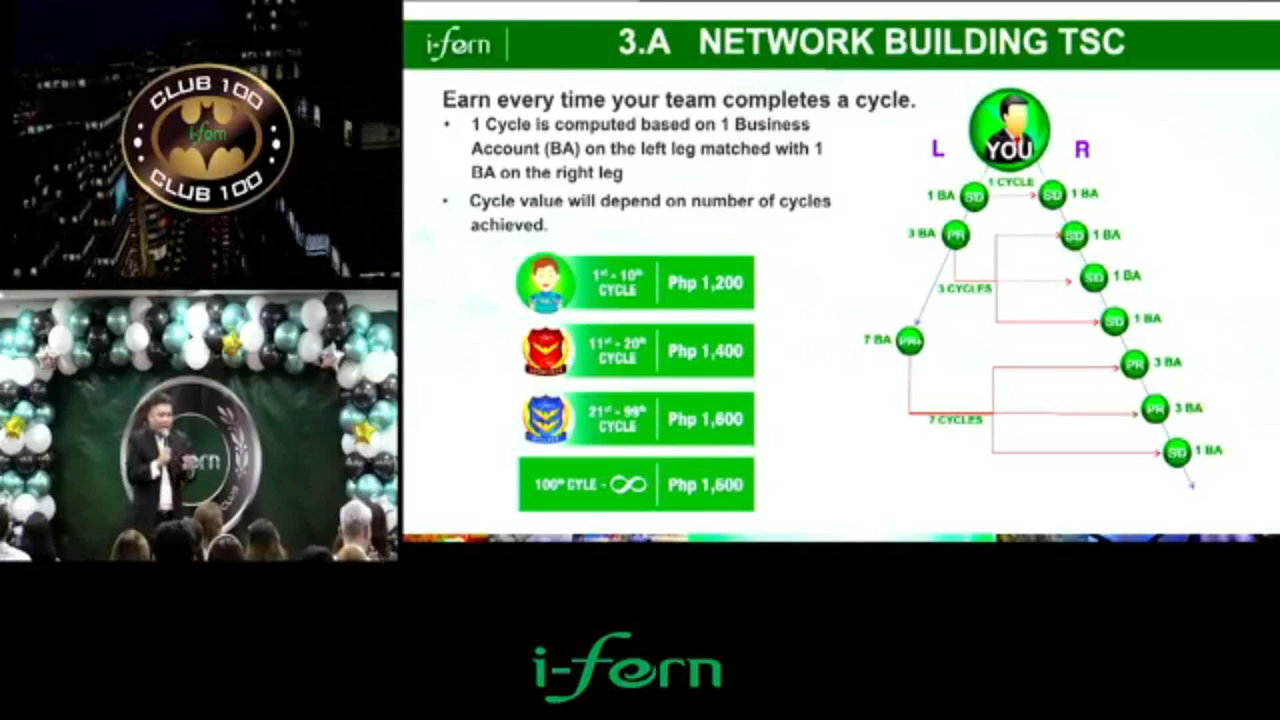 CLUB 100
i-fern
CLUB 100
i-fern
3.A NETWORK BUILDING TSC
Earn every time your team completes a cycle.
• 1 Cycle is computed based on 1 Business
Account (BA) on the left leg matched with 1
BA on the right leg
• Cycle value will depend on number of cycles
achieved.
1st - 10th
CYCLE
Php 1,200
11st - 20th
CYCLE
Php 1,400
21st - 99th
CYCLE
Php 1,600
100th CYLE - ∞
Php 1,600
YOU
L
R
1 CYCLE
1 BA
SD
SD
1 BA
3 BA
PR
SD
1 BA
SD
1 BA
3 CYCLES
SD
1 BA
7 BA
PR+
PR
3 BA
PR
3 BA
7 CYCLES
SD
1 BA
i-fern